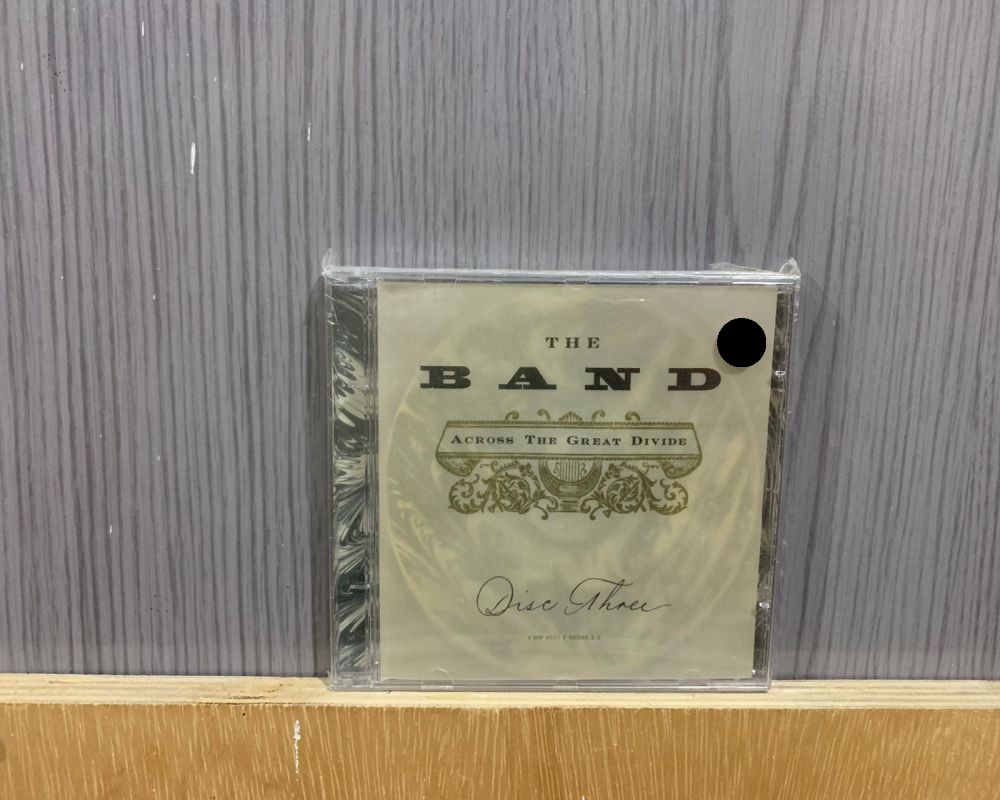 THE
BAND
ACROSS THE GREAT DIVIDE
Disc Three